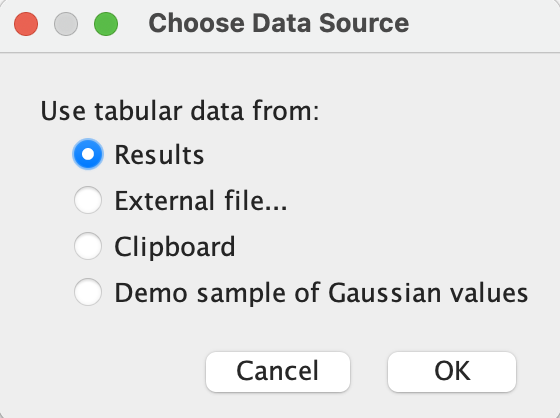 Choose Data Source
Use tabular data from:
Results
External file...
Clipboard
Demo sample of Gaussian values
Cancel OK